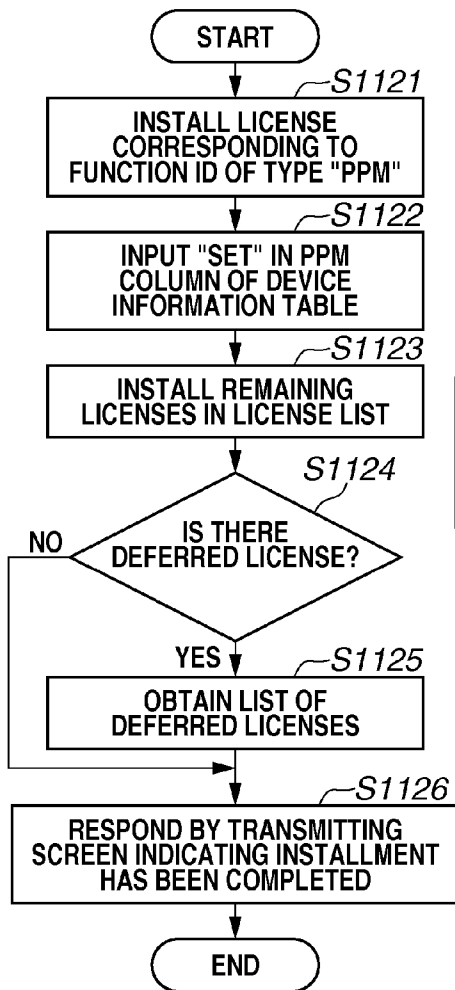 START
S1121
INSTALL LICENSE
CORRESPONDING TO
FUNCTION ID OF TYPE "PPM"
S1122
INPUT "SET" IN PPM
COLUMN OF DEVICE
INFORMATION TABLE
S1123
INSTALL REMAINING
LICENSES IN LICENSE LIST
S1124
IS THERE
DEFERRED LICENSE?
NO
YES
S1125
OBTAIN LIST OF
DEFERRED LICENSES
S1126
RESPOND BY TRANSMITTING
SCREEN INDICATING INSTALLMENT
HAS BEEN COMPLETED
END